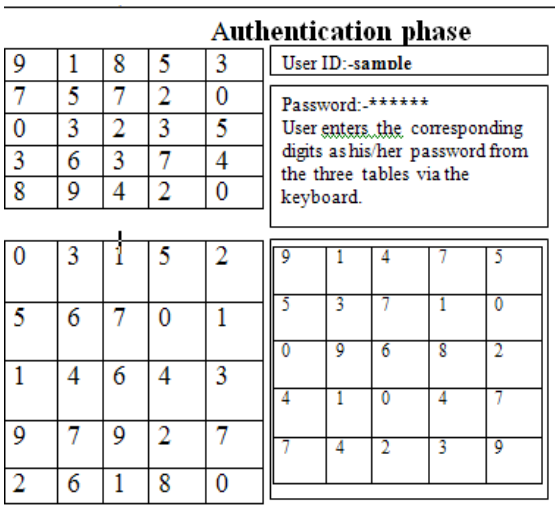 Authentication phase
9 1 8 5 3
7 5 7 2 0
0 3 2 3 5
3 6 3 7 4
8 9 4 2 0
User ID:-sample
Password:-******
User enters the corresponding
digits as his/her password from
the three tables via the
keyboard.
0 3 1 5 2
5 6 7 0 1
1 4 6 4 3
9 7 9 2 7
2 6 1 8 0
9 1 4 7 5
5 3 7 1 0
0 9 6 8 2
4 1 0 4 7
7 4 2 3 9